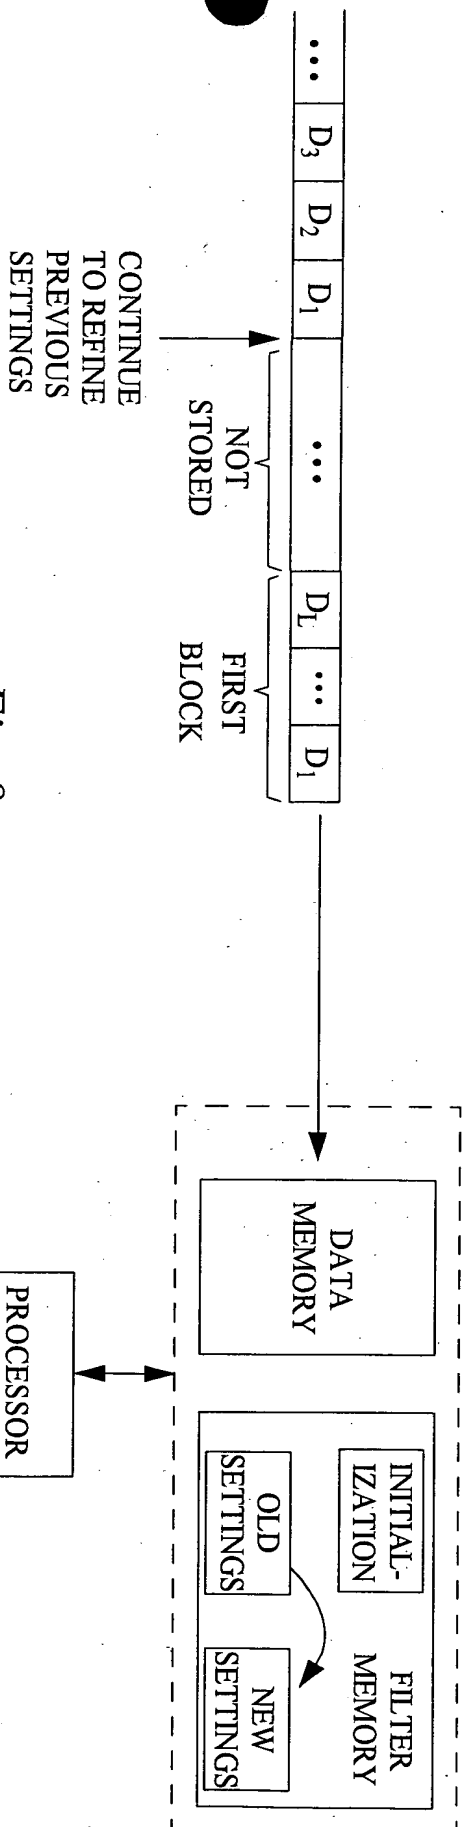 ... D3 D2 D1 .... DL ... D1
CONTINUE
TO REFINE
PREVIOUS
SETTINGS
NOT
STORED
FIRST
BLOCK
DATA
MEMORY
INITIAL-
IZATION
FILTER
MEMORY
OLD
SETTINGS
NEW
SETTINGS
PROCESSOR